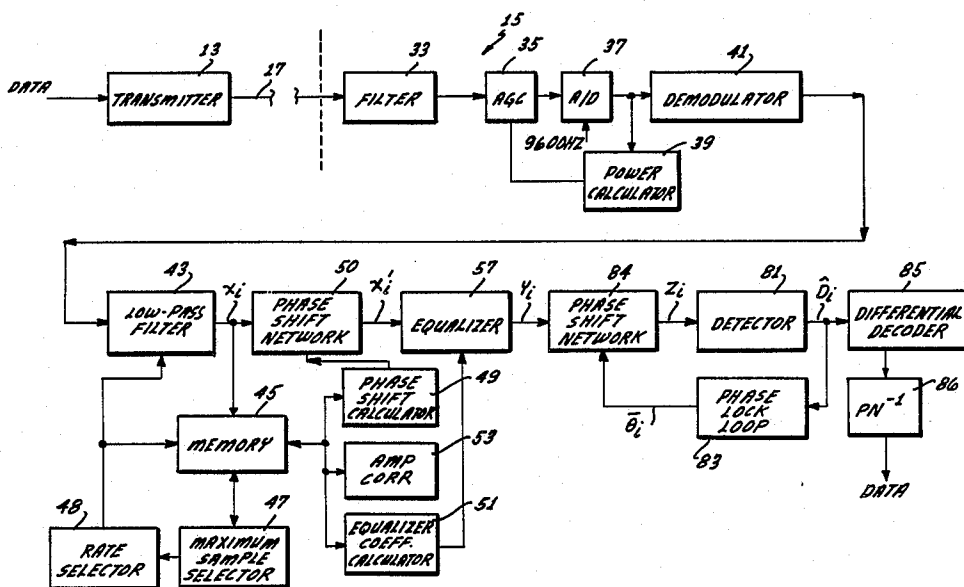 15
13
33
35
37
41
DATA
TRANSMITTER
17
FILTER
AGC
A/D
DEMODULATOR
9600HZ
39
POWER
CALCULATOR
43
50
57
84
81
85
xi
xi'
yi
Zi
D̂i
LOW-PASS
FILTER
PHASE
SHIFT
NETWORK
EQUALIZER
PHASE
SHIFT
NETWORK
DETECTOR
DIFFERENTIAL
DECODER
45
MEMORY
PHASE
SHIFT
CALCULATOR
49
PHASE
LOCK
LOOP
83
θ̄i
PN⁻¹
86
AMP
CORR
53
DATA
48
RATE
SELECTOR
47
MAXIMUM
SAMPLE
SELECTOR
EQUALIZER
COEFF.
CALCULATOR
51